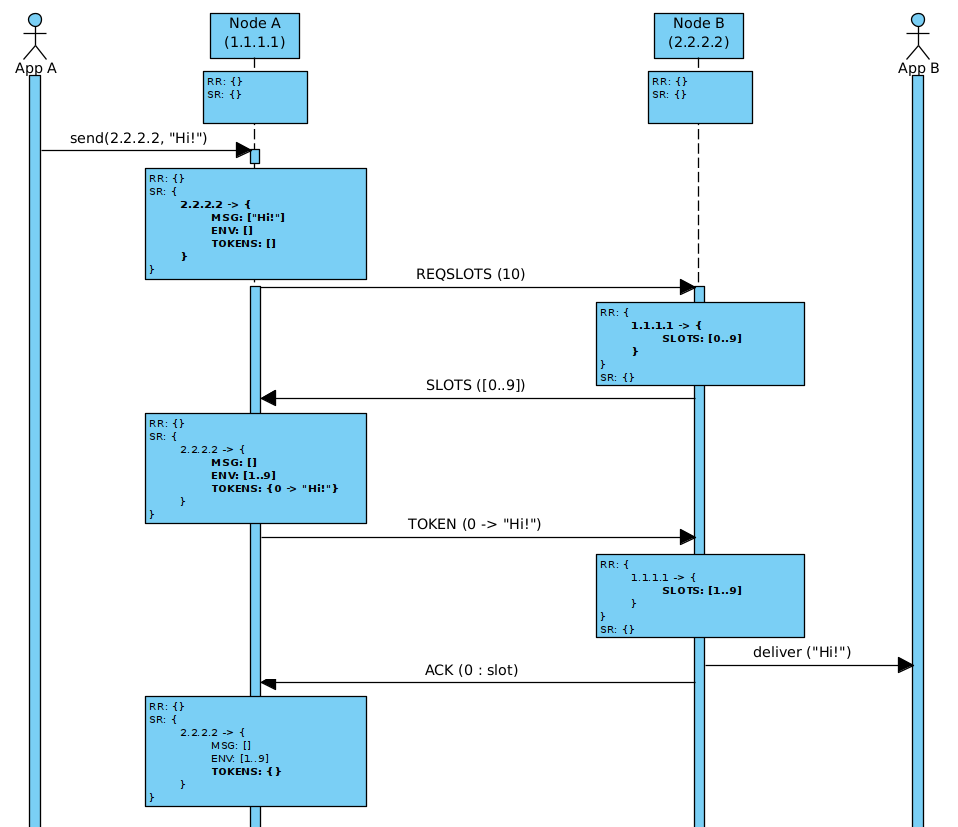 Node A
(1.1.1.1)
Node B
(2.2.2.2)
App A
App B
RR: {}
SR: {}
RR: {}
SR: {}
send(2.2.2.2, "Hi!")
RR: {}
SR: {
2.2.2.2 -> {
MSG: ["Hi!"]
ENV: []
TOKENS: []
}
}
REQSLOTS (10)
RR: {
1.1.1.1 -> {
SLOTS: [0..9]
}
}
SR: {}
SLOTS ([0..9])
RR: {}
SR: {
2.2.2.2 -> {
MSG: []
ENV: [1..9]
TOKENS: {0 -> "Hi!"}
}
}
TOKEN (0 -> "Hi!")
RR: {
1.1.1.1 -> {
SLOTS: [1..9]
}
}
SR: {}
deliver ("Hi!")
ACK (0 : slot)
RR: {}
SR: {
2.2.2.2 -> {
MSG: []
ENV: [1..9]
TOKENS: {}
}
}